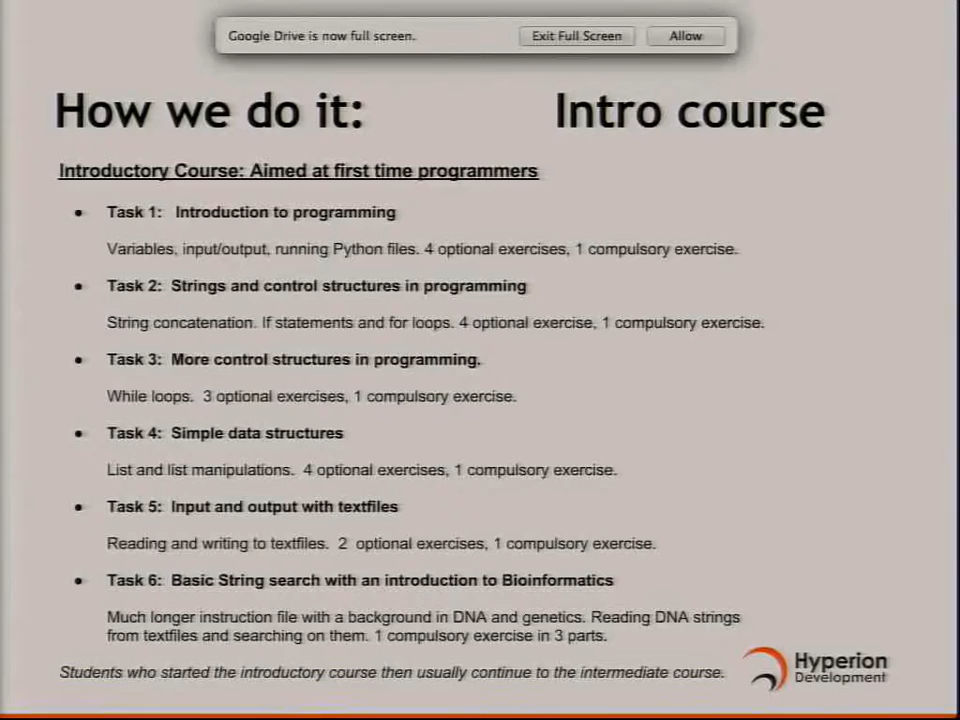 Google Drive is now full screen. Exit Full Screen Allow
How we do it: Intro course
Introductory Course: Aimed at first time programmers
• Task 1: Introduction to programming
Variables, input/output, running Python files. 4 optional exercises, 1 compulsory exercise.
• Task 2: Strings and control structures in programming
String concatenation. If statements and for loops. 4 optional exercise, 1 compulsory exercise.
• Task 3: More control structures in programming.
While loops. 3 optional exercises, 1 compulsory exercise.
• Task 4: Simple data structures
List and list manipulations. 4 optional exercises, 1 compulsory exercise.
• Task 5: Input and output with textfiles
Reading and writing to textfiles. 2 optional exercises, 1 compulsory exercise.
• Task 6: Basic String search with an introduction to Bioinformatics
Much longer instruction file with a background in DNA and genetics. Reading DNA strings
from textfiles and searching on them. 1 compulsory exercise in 3 parts.
Students who started the introductory course then usually continue to the intermediate course.
Hyperion
Development